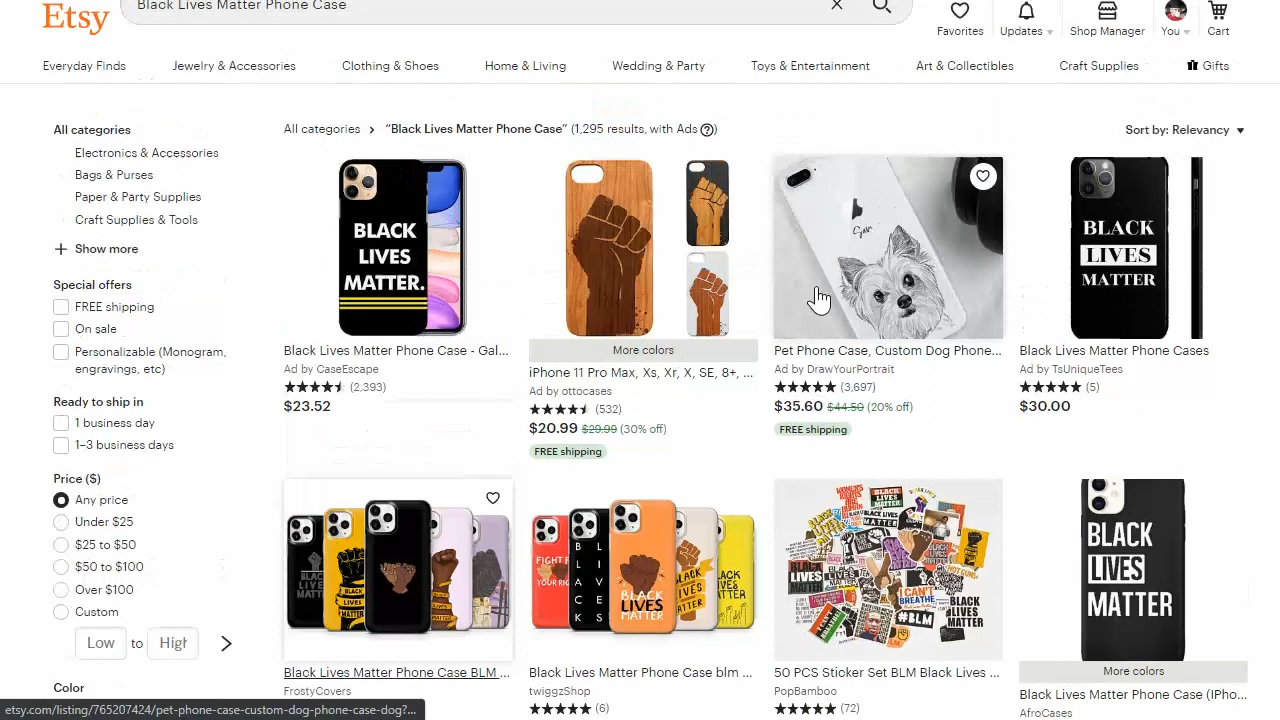 Etsy
Black Lives Matter Phone Case
Favorites
Updates
Shop Manager
You
Cart
Everyday Finds
Jewelry & Accessories
Clothing & Shoes
Home & Living
Wedding & Party
Toys & Entertainment
Art & Collectibles
Craft Supplies
Gifts
All categories
Electronics & Accessories
Bags & Purses
Paper & Party Supplies
Craft Supplies & Tools
+ Show more
Special offers
FREE shipping
On sale
Personalizable (Monogram,
engravings, etc)
Ready to ship in
1 business day
1–3 business days
Price ($)
Any price
Under $25
$25 to $50
$50 to $100
Over $100
Custom
Low to High
Color
All categories > “Black Lives Matter Phone Case” (1,295 results, with Ads ?)
Sort by: Relevancy
BLACK
LIVES
MATTER.
Black Lives Matter Phone Case - Gal...
Ad by CaseEscape
(2,393)
$23.52
More colors
iPhone 11 Pro Max, Xs, Xr, X, SE, 8+, ...
Ad by ottocases
(532)
$20.99 $29.99 (30% off)
FREE shipping
Pet Phone Case, Custom Dog Phone...
Ad by DrawYourPortrait
(3,697)
$35.60 $44.50 (20% off)
FREE shipping
BLACK
LIVES
MATTER
Black Lives Matter Phone Cases
Ad by TsUniqueTees
(5)
$30.00
Black Lives Matter Phone Case BLM ...
FrostyCovers
BLACK
LIVES
BLACK
LIVES
MATTER
Black Lives Matter Phone Case blm ...
twiggzShop
(6)
I CAN'T
BREATHE
#BLM
BLACK
LIVES
MATTER
50 PCS Sticker Set BLM Black Lives ...
PopBamboo
(72)
BLACK
LIVES
MATTER
More colors
Black Lives Matter Phone Case (IPho...
AfroCases
etsy.com/listing/765207424/pet-phone-case-custom-dog-phone-case-dog?...